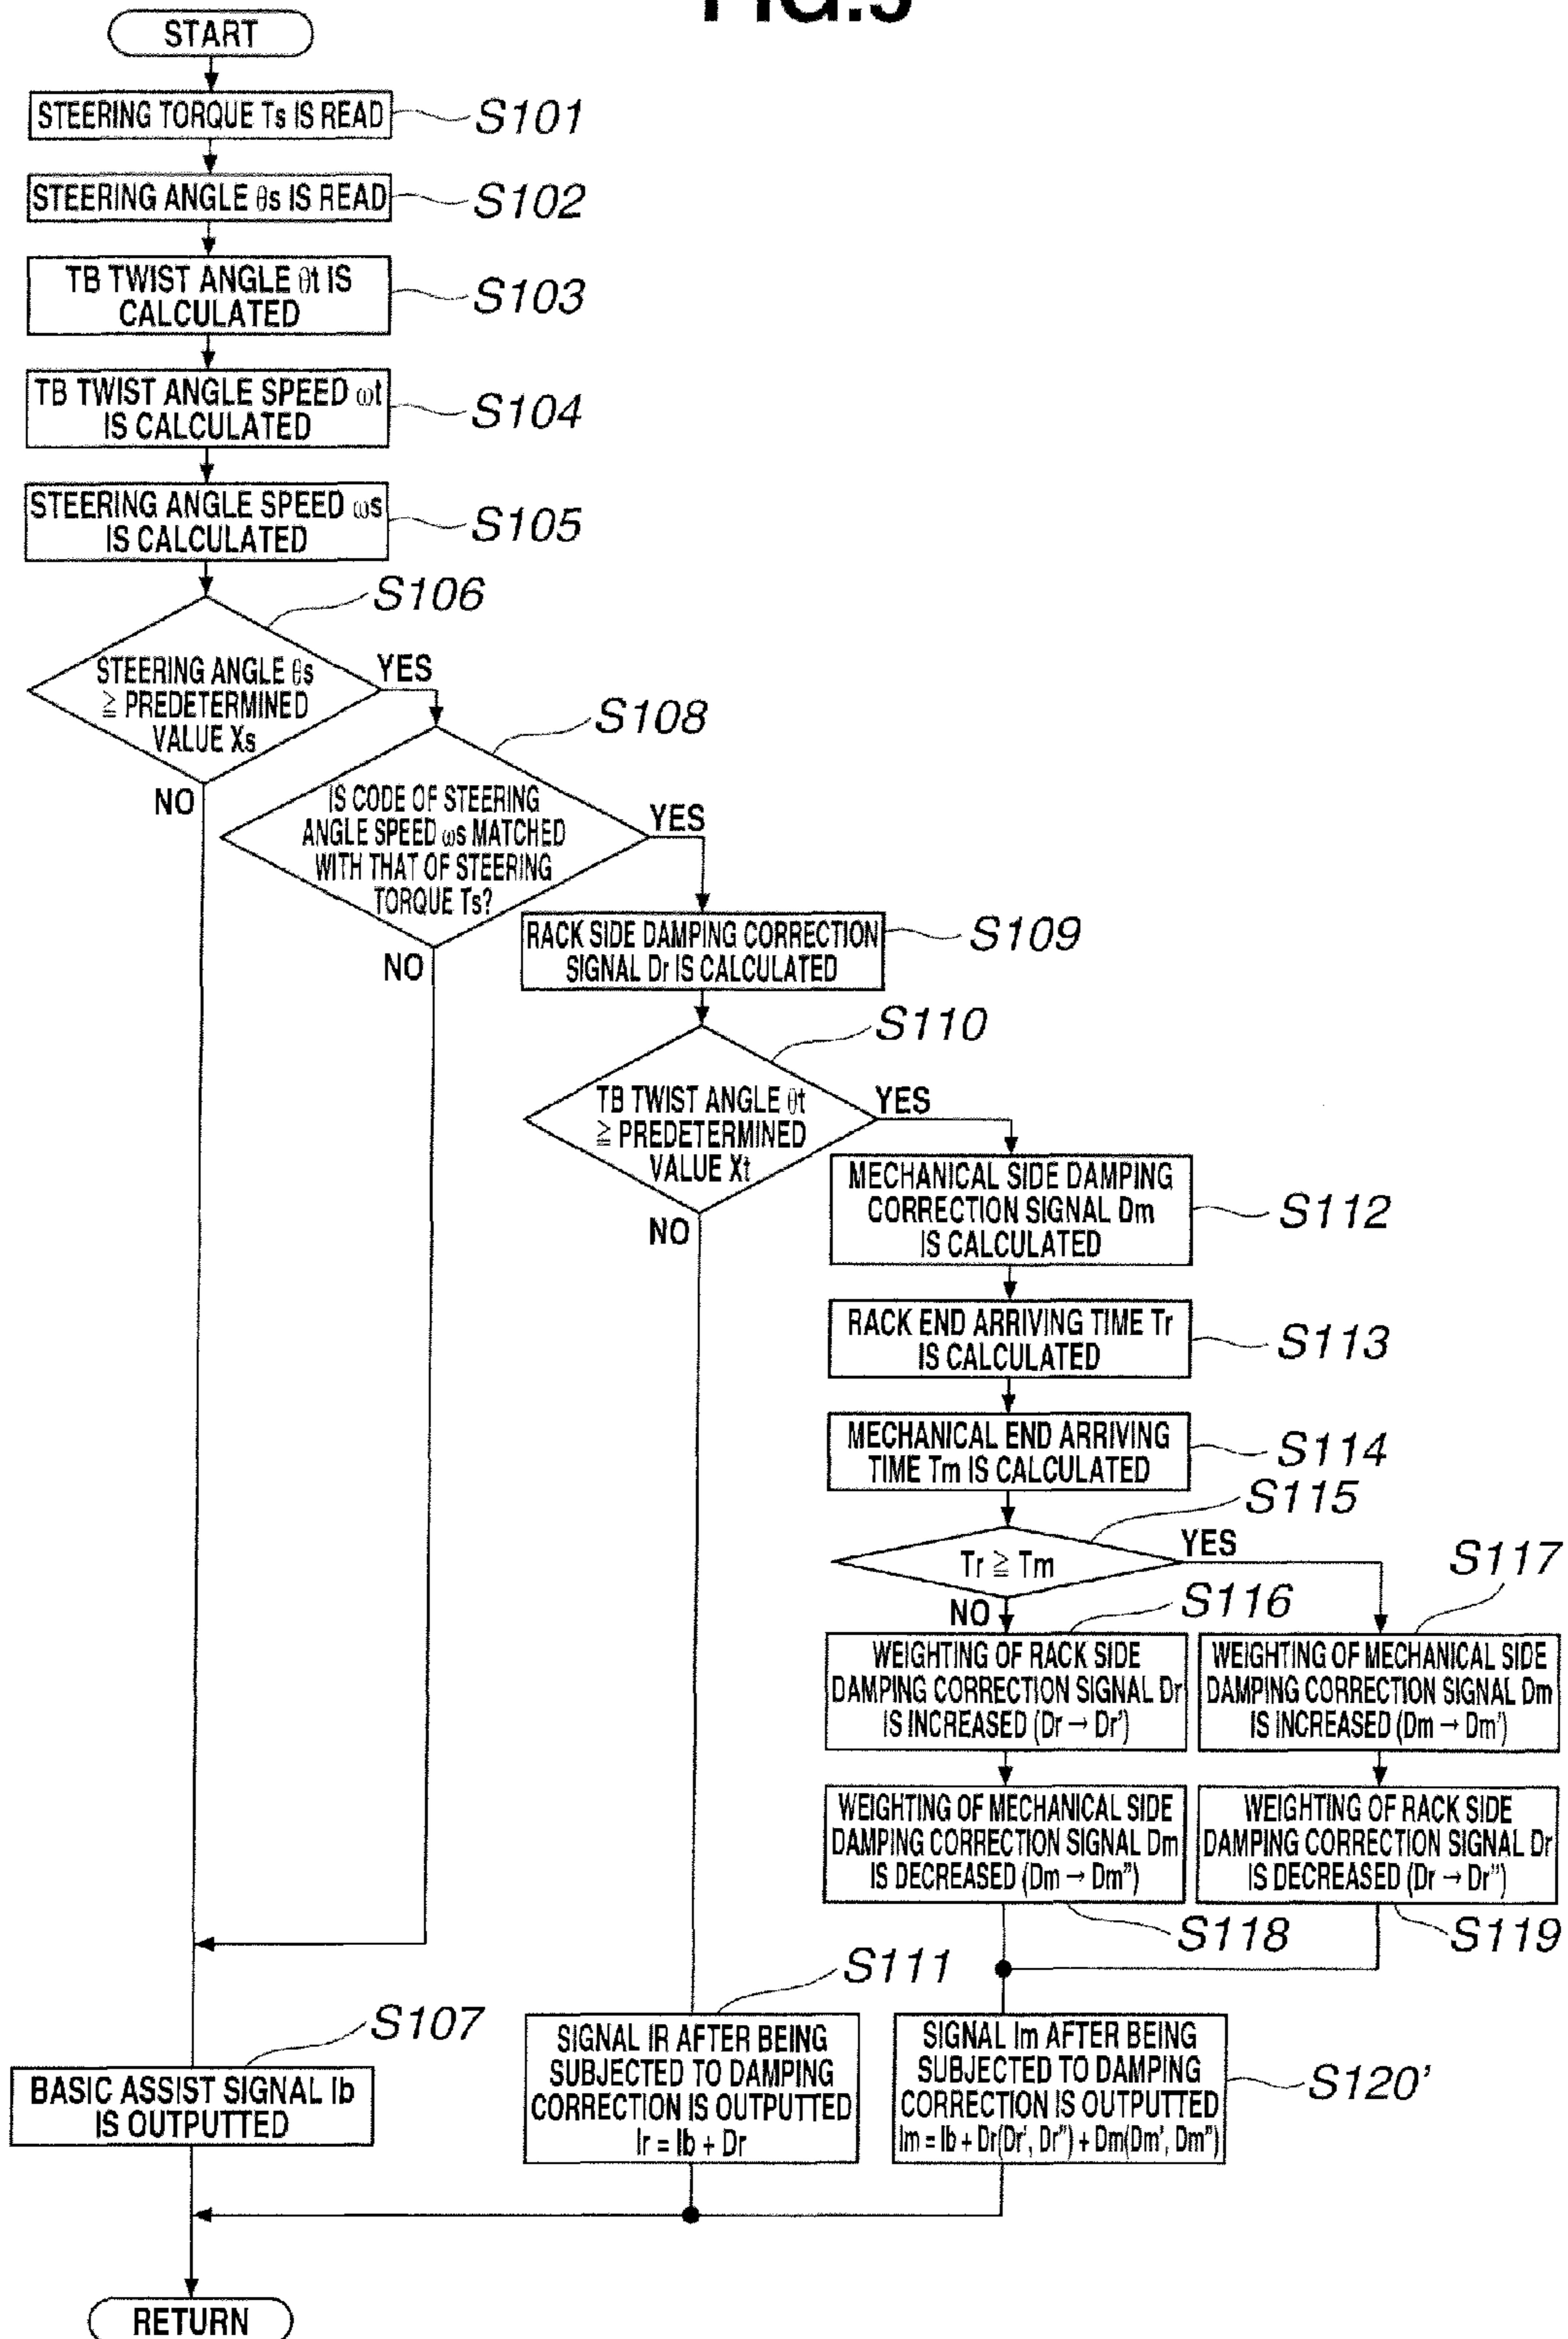 START
STEERING TORQUE Ts IS READ
S101
STEERING ANGLE θs IS READ
S102
TB TWIST ANGLE θt IS
CALCULATED
S103
TB TWIST ANGLE SPEED ωt
IS CALCULATED
S104
STEERING ANGLE SPEED ωs
IS CALCULATED
S105
S106
STEERING ANGLE θs
≧ PREDETERMINED
VALUE Xs
YES
NO
S108
IS CODE OF STEERING
ANGLE SPEED ωs MATCHED
WITH THAT OF STEERING
TORQUE Ts?
YES
NO
RACK SIDE DAMPING CORRECTION
SIGNAL Dr IS CALCULATED
S109
S110
TB TWIST ANGLE θt
≧ PREDETERMINED
VALUE Xt
YES
NO
MECHANICAL SIDE DAMPING
CORRECTION SIGNAL Dm
IS CALCULATED
S112
RACK END ARRIVING TIME Tr
IS CALCULATED
S113
MECHANICAL END ARRIVING
TIME Tm IS CALCULATED
S114
S115
Tr ≧ Tm
YES
NO
S116
WEIGHTING OF RACK SIDE
DAMPING CORRECTION SIGNAL Dr
IS INCREASED (Dr → Dr')
S117
WEIGHTING OF MECHANICAL SIDE
DAMPING CORRECTION SIGNAL Dm
IS INCREASED (Dm → Dm')
WEIGHTING OF MECHANICAL SIDE
DAMPING CORRECTION SIGNAL Dm
IS DECREASED (Dm → Dm")
S118
WEIGHTING OF RACK SIDE
DAMPING CORRECTION SIGNAL Dr
IS DECREASED (Dr → Dr")
S119
S107
BASIC ASSIST SIGNAL Ib
IS OUTPUTTED
S111
SIGNAL IR AFTER BEING
SUBJECTED TO DAMPING
CORRECTION IS OUTPUTTED
Ir = Ib + Dr
SIGNAL Im AFTER BEING
SUBJECTED TO DAMPING
CORRECTION IS OUTPUTTED
Im = Ib + Dr(Dr', Dr") + Dm(Dm', Dm")
S120'
RETURN